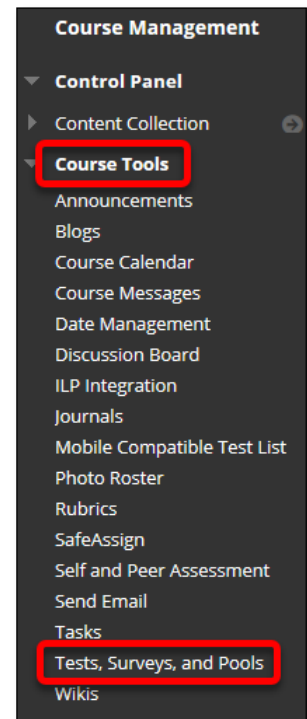 Course Management
Control Panel
Content Collection
Course Tools
Announcements
Blogs
Course Calendar
Course Messages
Date Management
Discussion Board
ILP Integration
Journals
Mobile Compatible Test List
Photo Roster
Rubrics
SafeAssign
Self and Peer Assessment
Send Email
Tasks
Tests, Surveys, and Pools
Wikis